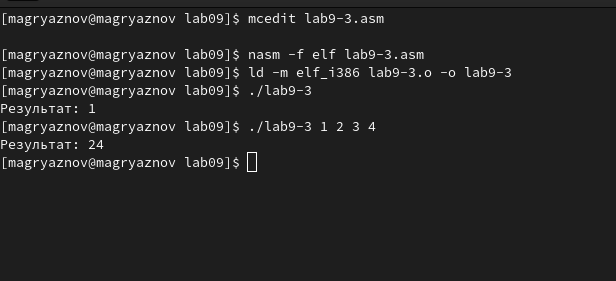 [magryaznov@magryaznov lab09]$ mcedit lab9-3.asm
[magryaznov@magryaznov lab09]$ nasm -f elf lab9-3.asm
[magryaznov@magryaznov lab09]$ ld -m elf_i386 lab9-3.o -o lab9-3
[magryaznov@magryaznov lab09]$ ./lab9-3
Результат: 1
[magryaznov@magryaznov lab09]$ ./lab9-3 1 2 3 4
Результат: 24
[magryaznov@magryaznov lab09]$